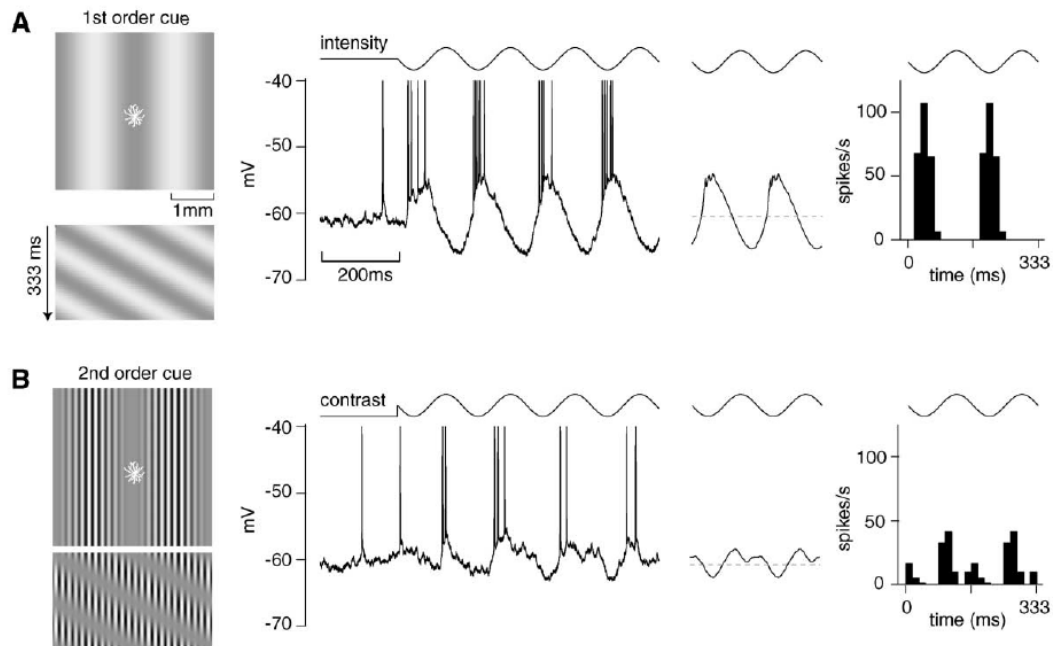 A
1st order cue
1mm
333 ms
intensity
-40
-50
-60
-70
mV
200ms
100
50
0
spikes/s
0
333
time (ms)
B
2nd order cue
contrast
-40
-50
-60
-70
mV
100
50
0
spikes/s
0
333
time (ms)